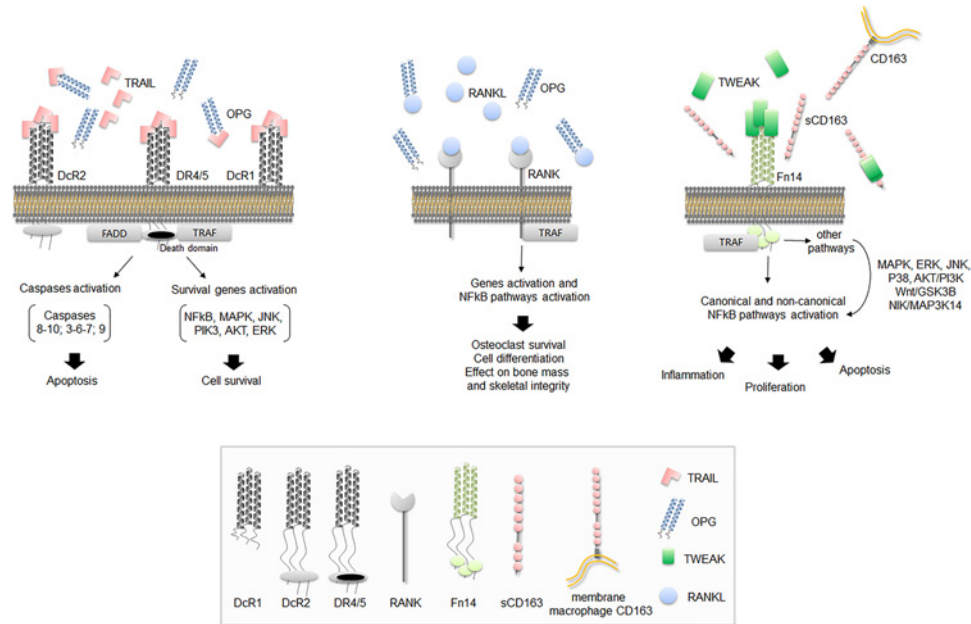 TRAIL
OPG
DcR2
DR4/5
DcR1
FADD
TRAF
Death domain
Caspases activation
Survival genes activation
Caspases
8-10; 3-6-7; 9
NFkB, MAPK, JNK,
PIK3, AKT, ERK
Apoptosis
Cell survival
RANKL
OPG
RANK
TRAF
Genes activation and
NFkB pathways activation
Osteoclast survival
Cell differentiation
Effect on bone mass
and skeletal integrity
CD163
TWEAK
sCD163
Fn14
TRAF
other
pathways
MAPK, ERK, JNK,
P38, AKT/PI3K
Wnt/GSK3B
NIK/MAP3K14
Canonical and non-canonical
NFkB pathways activation
Inflammation
Proliferation
Apoptosis
TRAIL
OPG
TWEAK
RANKL
DcR1
DcR2
DR4/5
RANK
Fn14
sCD163
membrane
macrophage CD163